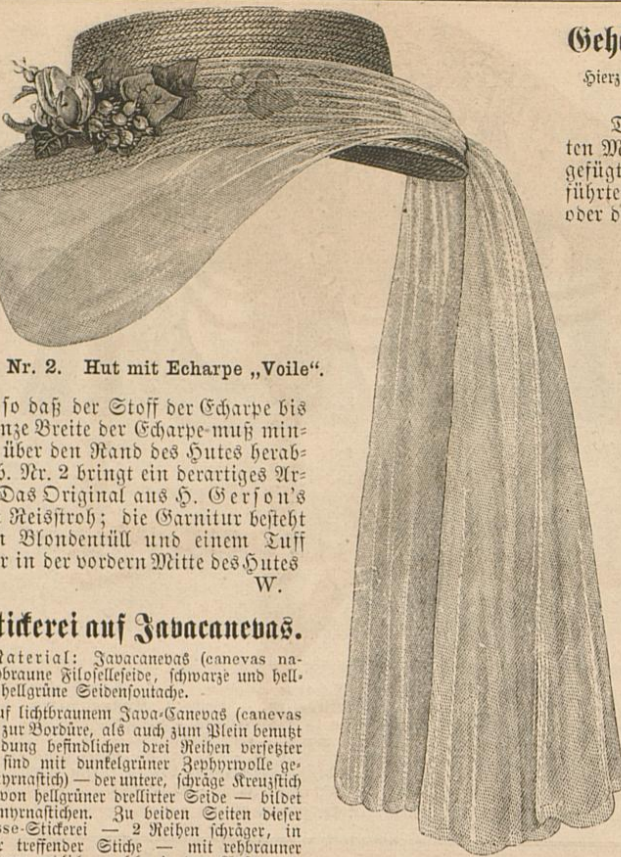 Nr. 2. Hut mit Echarpe „Voile“.
so daß der Stoff der Echarpe bis
nze Breite der Echarpe muß min=
über den Rand des Hutes herab=
b. Nr. 2 bringt ein derartiges Ar=
Das Original aus H. Gerson's
Reisstroh; die Garnitur besteht
n Blondentüll und einem Tuff
r in der vordern Mitte des Hutes
W.
tickerei auf Javacanevas.
Material: Javacanevas (canevas na-
braune Filoselleseide, schwarze und hell=
hellgrüne Seidensoutache.
uf lichtbraunem Java=Canevas (canevas
zur Bordüre, als auch zum Plein benutzt
dung befindlichen drei Reihen versetzter
sind mit dunkelgrüner Zephyrwolle ge=
yrnastich) — der untere, schräge Kreuzstich
von hellgrüner drellirter Seide — bildet
myrnastichen. Zu beiden Seiten dieser
sse=Stickerei — 2 Reihen schräger, in
r treffender Stiche — mit rehbrauner
Geh
Hierz
ten M
gefügt
führte
oder d